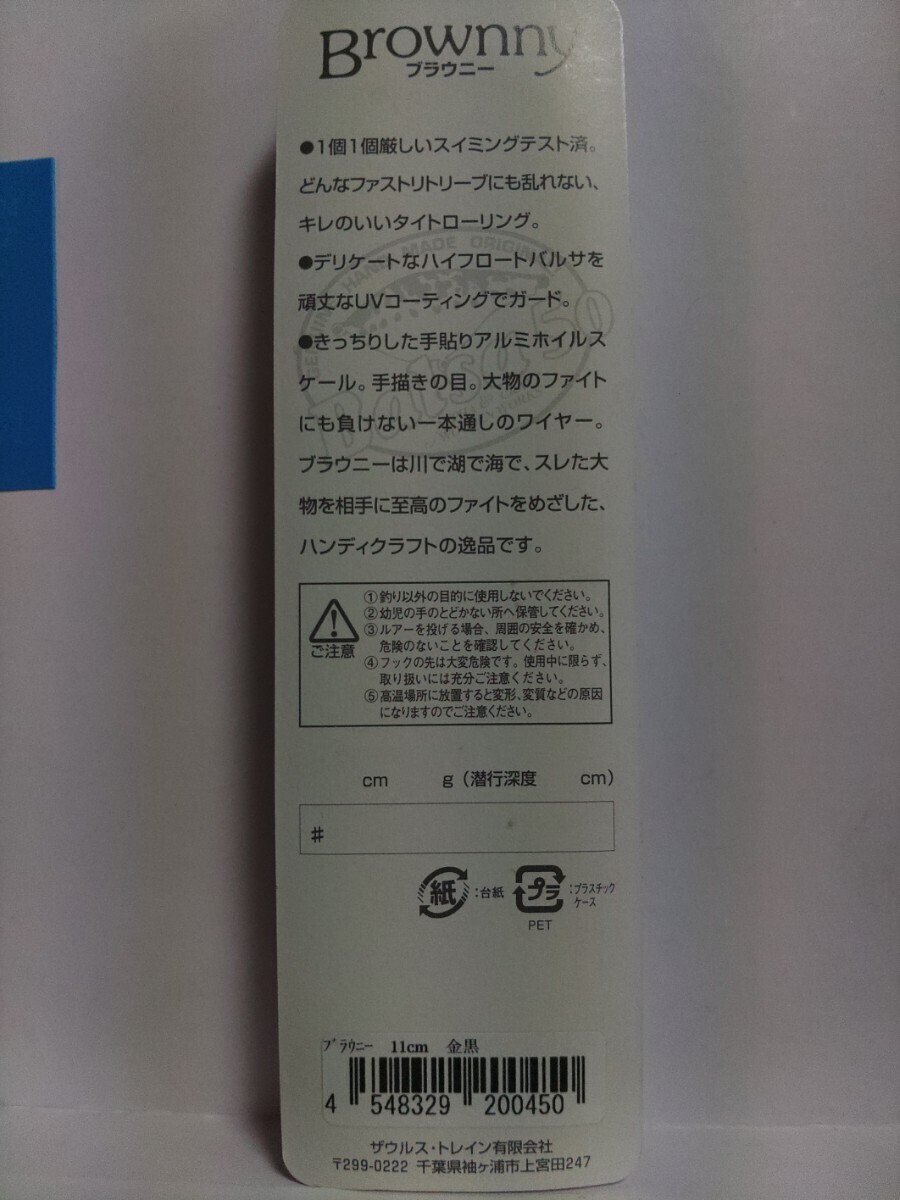 Brownny
ブラウニー
●1個1個厳しいスイミングテスト済。
どんなファストリトリーブにも乱れない、
キレのいいタイトローリング。
●デリケートなハイフロートバルサを
頑丈なUVコーティングでガード。
●きっちりした手貼りアルミホイルス
ケール。手描きの目。大物のファイト
にも負けない一本通しのワイヤー。
ブラウニーは川で湖で海で、スレた大
物を相手に至高のファイトをめざした、
ハンディクラフトの逸品です。
HAND MADE ORIGINAL
Balsa50
ご注意
①釣り以外の目的に使用しないでください。
②幼児の手のとどかない所へ保管してください。
③ルアーを投げる場合、周囲の安全を確かめ、
危険のないことを確認してください。
④フックの先は大変危険です。使用中に限らず、
取り扱いには充分ご注意ください。
⑤高温場所に放置すると変形、変質などの原因
になりますのでご注意ください。
cm g(潜行深度 cm)
#
紙 :台紙 プラ :プラスチック
ケース
PET
ﾌﾞﾗｳﾆｰ 11cm 金黒
4 548329 200450
ザウルス・トレイン有限会社
〒299-0222 千葉県袖ヶ浦市上宮田247